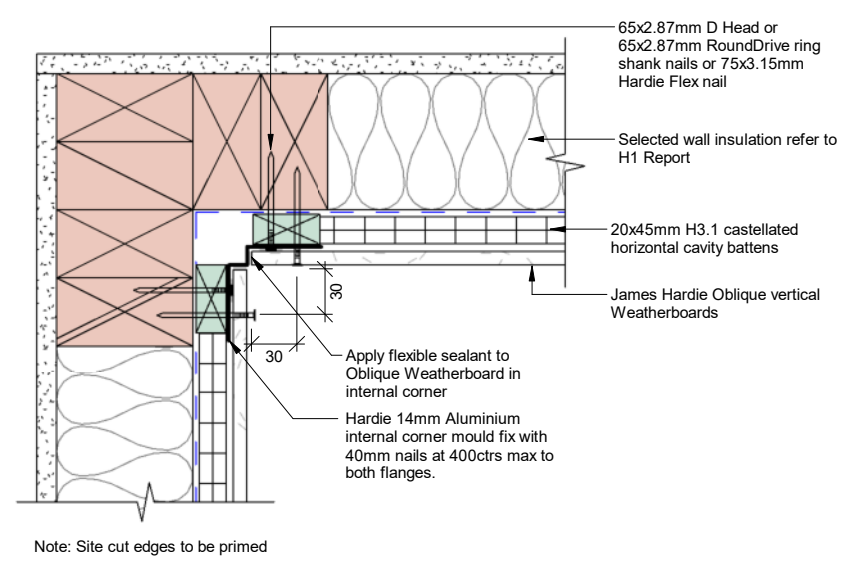 65x2.87mm D Head or
65x2.87mm RoundDrive ring
shank nails or 75x3.15mm
Hardie Flex nail
Selected wall insulation refer to
H1 Report
20x45mm H3.1 castellated
horizontal cavity battens
James Hardie Oblique vertical
Weatherboards
30
30
Apply flexible sealant to
Oblique Weatherboard in
internal corner
Hardie 14mm Aluminium
internal corner mould fix with
40mm nails at 400ctrs max to
both flanges.
Note: Site cut edges to be primed